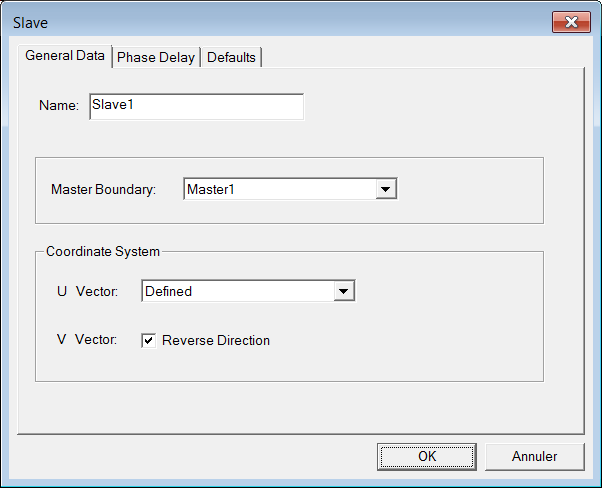 Slave
General Data Phase Delay Defaults
Name: Slave1
Master Boundary: Master1
Coordinate System
U Vector: Defined
V Vector: Reverse Direction
OK Annuler